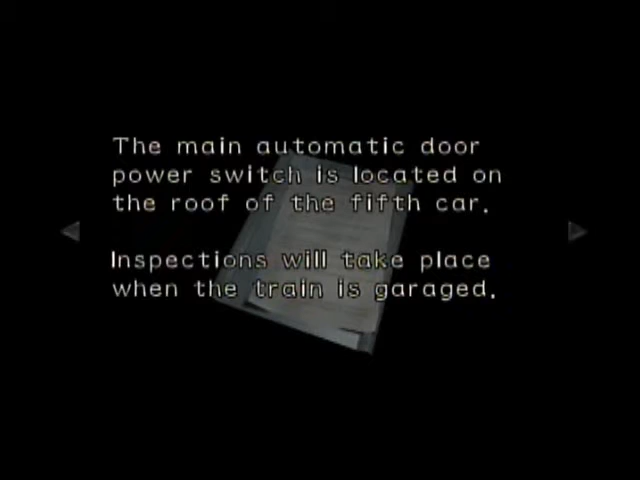 The main automatic door
power switch is located on
the roof of the fifth car.
Inspections will take place
when the train is garaged.